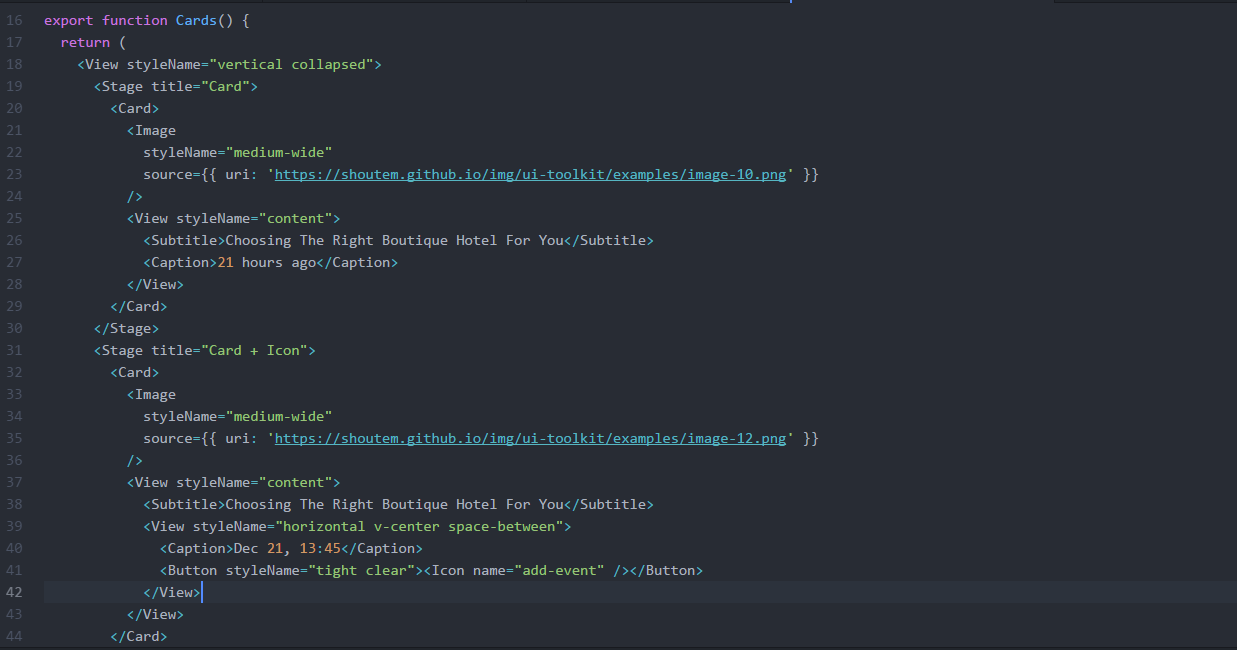 16 export function Cards() {
17   return (
18     <View styleName="vertical collapsed">
19       <Stage title="Card">
20         <Card>
21           <Image
22             styleName="medium-wide"
23             source={{ uri: 'https://shoutem.github.io/img/ui-toolkit/examples/image-10.png' }}
24           />
25           <View styleName="content">
26             <Subtitle>Choosing The Right Boutique Hotel For You</Subtitle>
27             <Caption>21 hours ago</Caption>
28           </View>
29         </Card>
30       </Stage>
31       <Stage title="Card + Icon">
32         <Card>
33           <Image
34             styleName="medium-wide"
35             source={{ uri: 'https://shoutem.github.io/img/ui-toolkit/examples/image-12.png' }}
36           />
37           <View styleName="content">
38             <Subtitle>Choosing The Right Boutique Hotel For You</Subtitle>
39             <View styleName="horizontal v-center space-between">
40               <Caption>Dec 21, 13:45</Caption>
41               <Button styleName="tight clear"><Icon name="add-event" /></Button>
42             </View>
43           </View>
44         </Card>